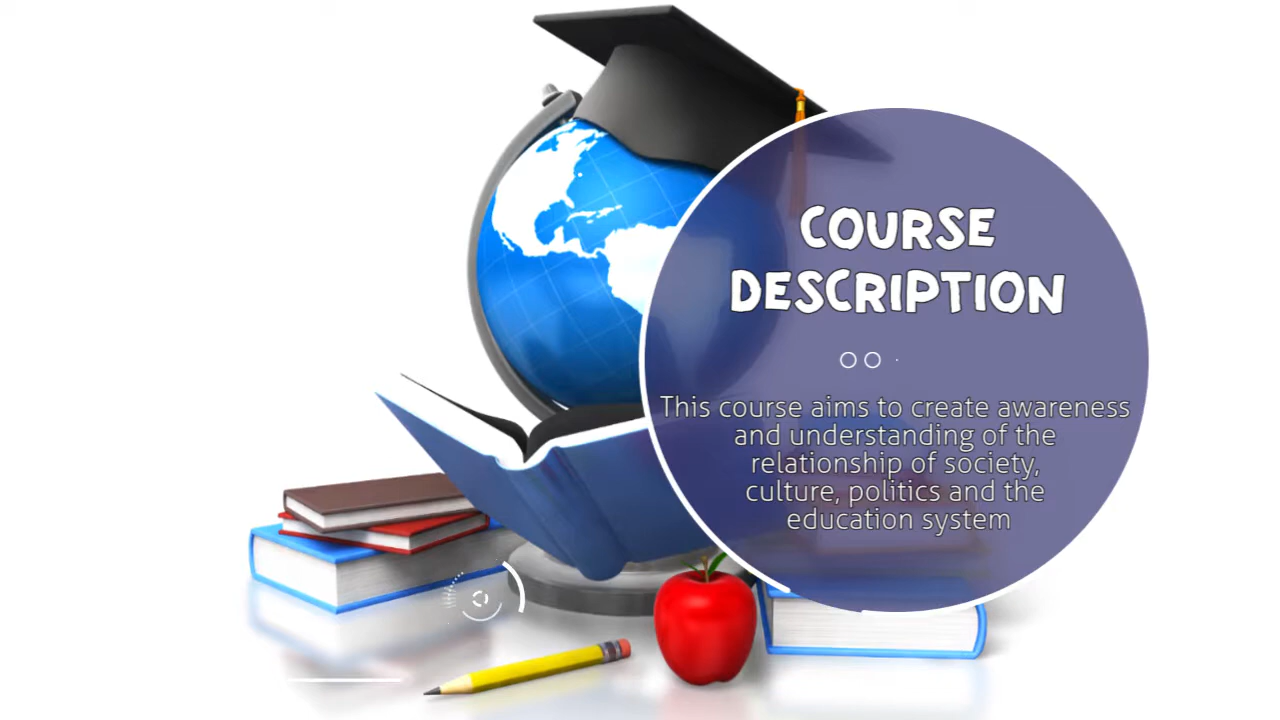 COURSE
DESCRIPTION
This course aims to create awareness
and understanding of the
relationship of society,
culture, politics and the
education system